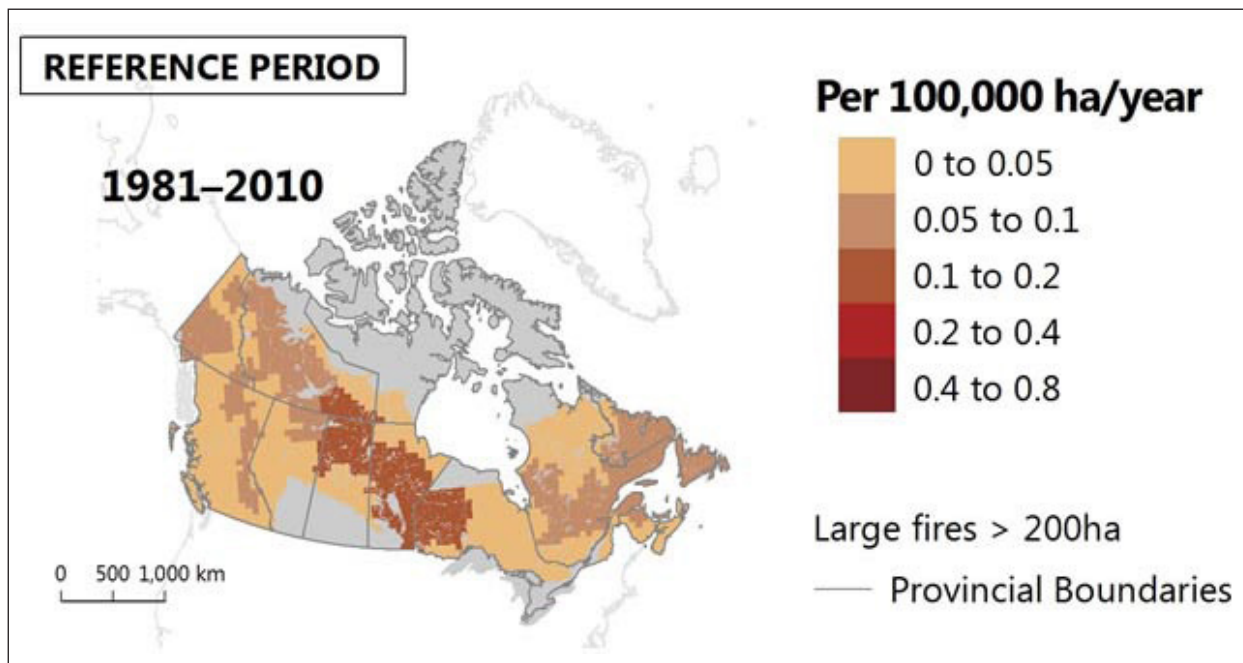 REFERENCE PERIOD
1981–2010
0 500 1,000 km
Per 100,000 ha/year
0 to 0.05
0.05 to 0.1
0.1 to 0.2
0.2 to 0.4
0.4 to 0.8
Large fires > 200ha
Provincial Boundaries